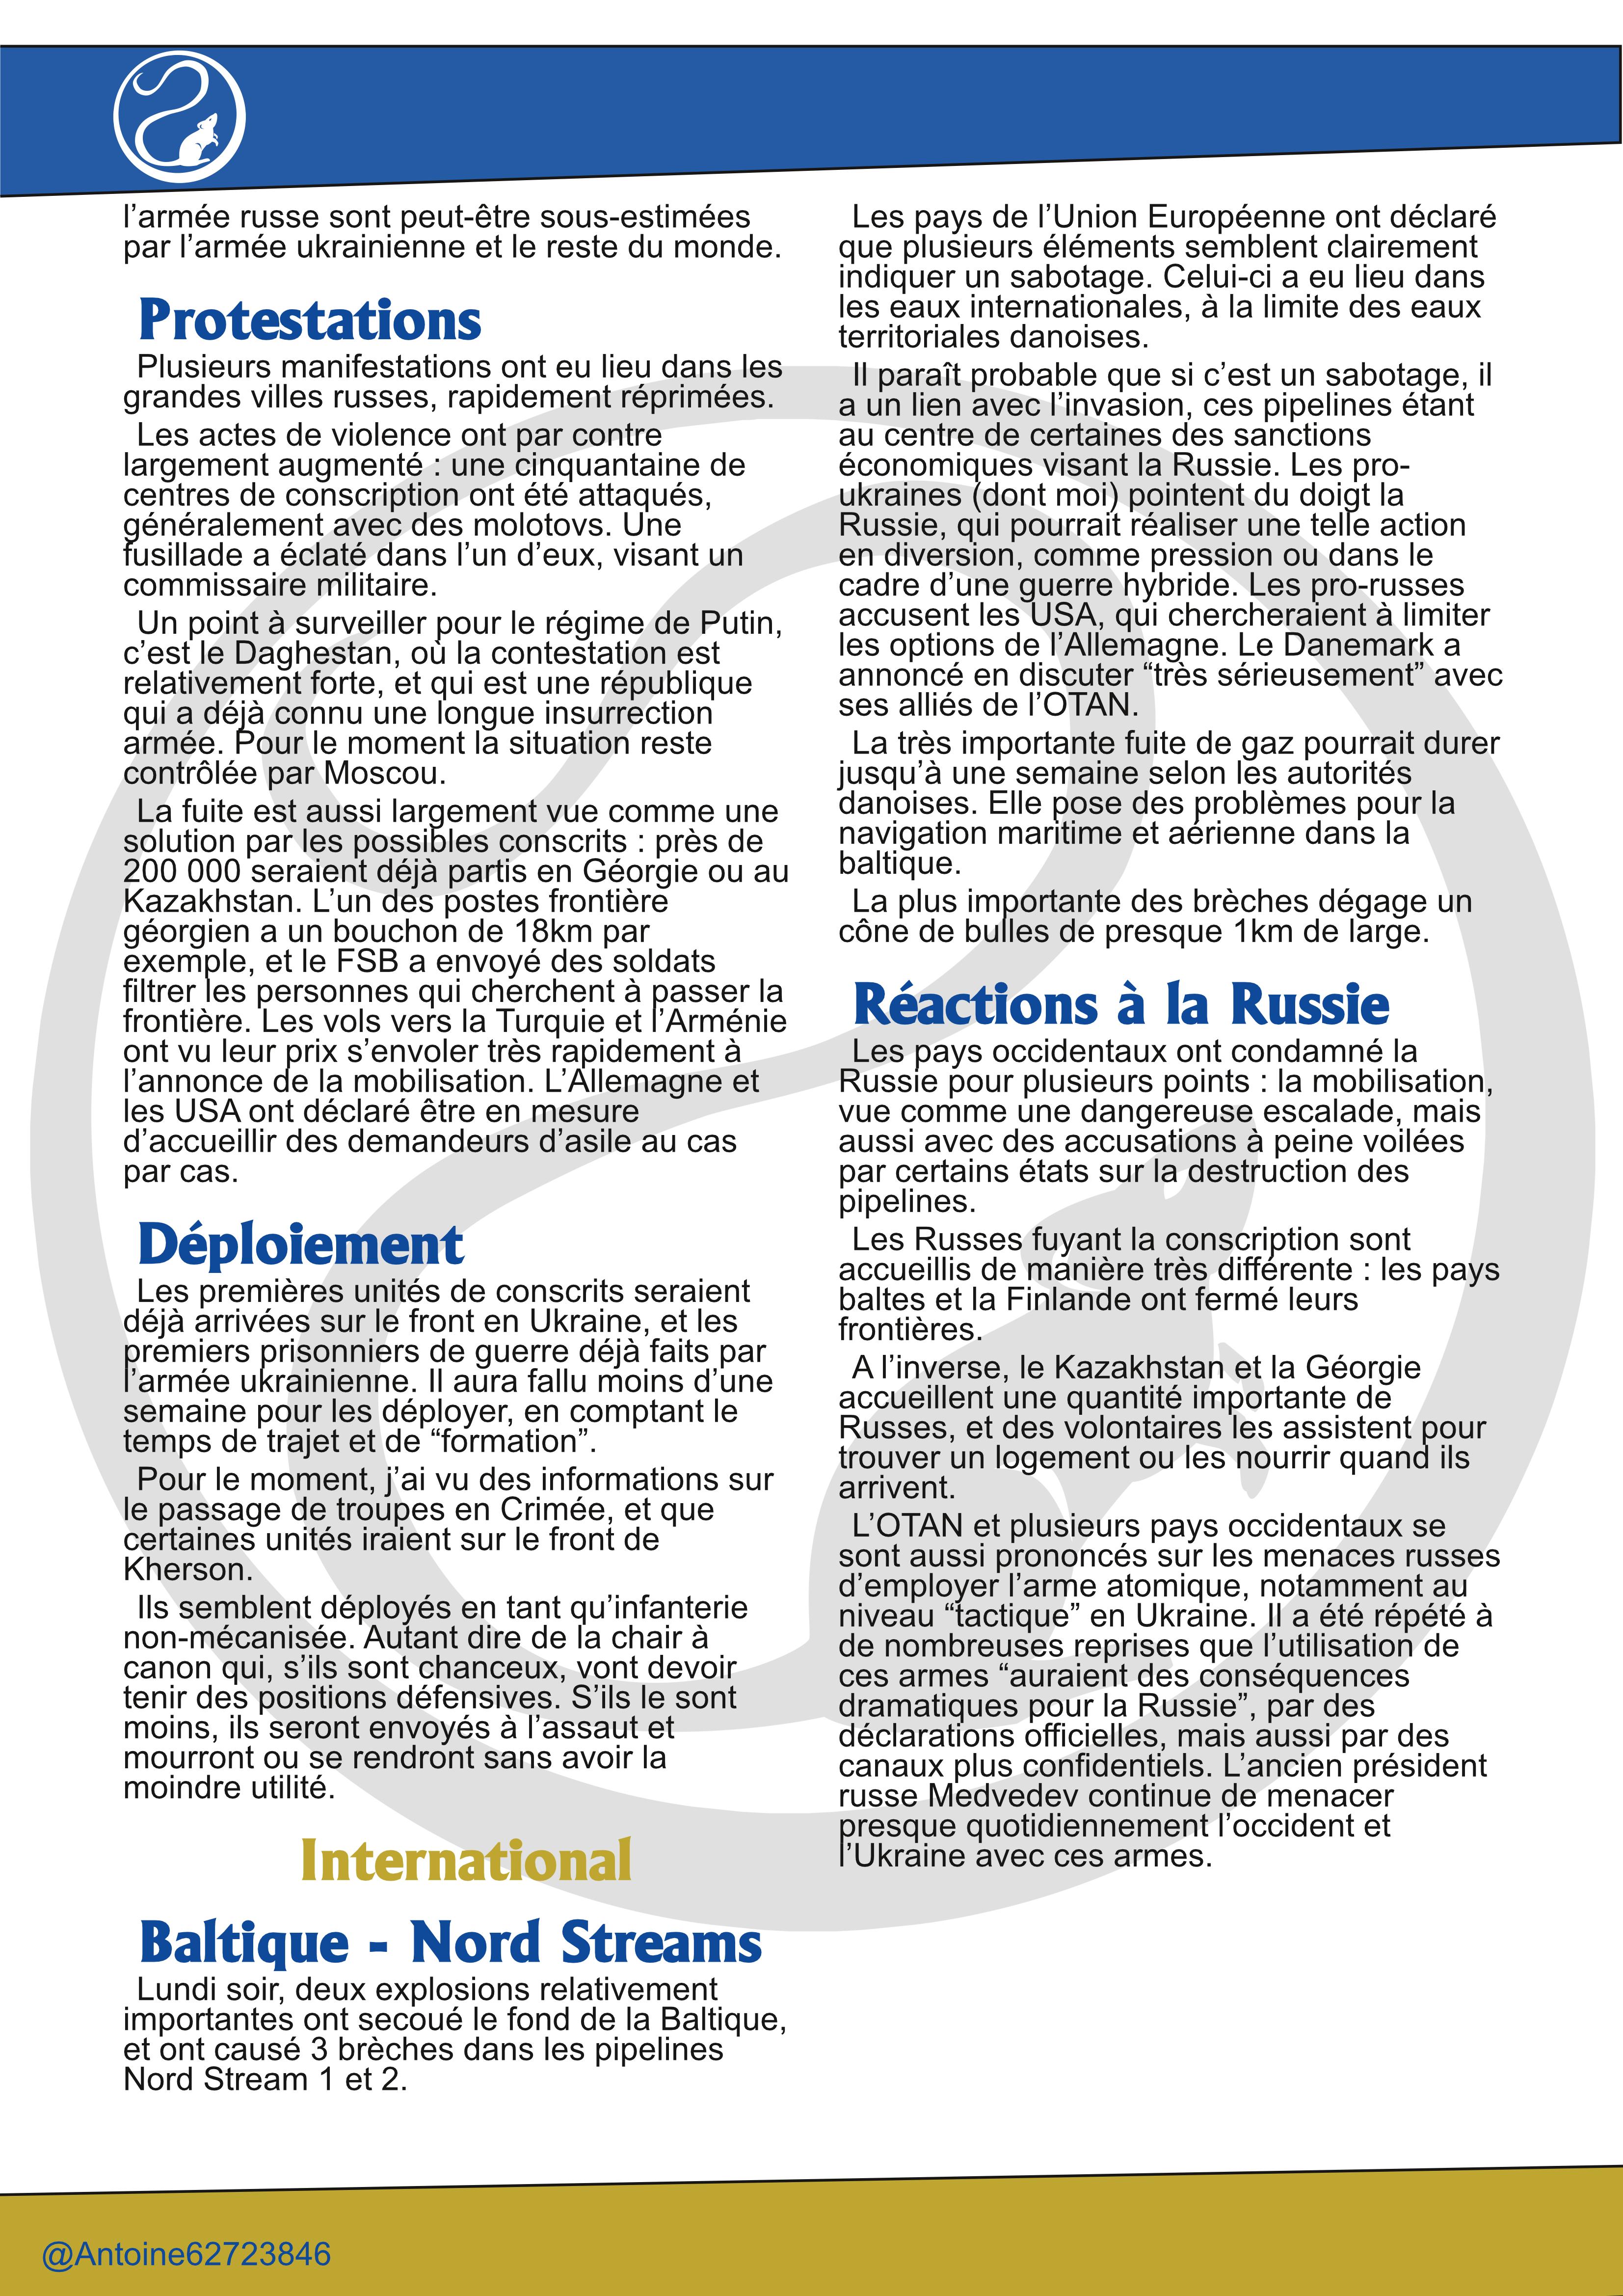 l’armée russe sont peut-être sous-estimées
par l’armée ukrainienne et le reste du monde.
Protestations
Plusieurs manifestations ont eu lieu dans les
grandes villes russes, rapidement réprimées.
Les actes de violence ont par contre
largement augmenté : une cinquantaine de
centres de conscription ont été attaqués,
généralement avec des molotovs. Une
fusillade a éclaté dans l’un d’eux, visant un
commissaire militaire.
Un point à surveiller pour le régime de Putin,
c’est le Daghestan, où la contestation est
relativement forte, et qui est une république
qui a déjà connu une longue insurrection
armée. Pour le moment la situation reste
contrôlée par Moscou.
La fuite est aussi largement vue comme une
solution par les possibles conscrits : près de
200 000 seraient déjà partis en Géorgie ou au
Kazakhstan. L’un des postes frontière
géorgien a un bouchon de 18km par
exemple, et le FSB a envoyé des soldats
filtrer les personnes qui cherchent à passer la
frontière. Les vols vers la Turquie et l’Arménie
ont vu leur prix s’envoler très rapidement à
l’annonce de la mobilisation. L’Allemagne et
les USA ont déclaré être en mesure
d’accueillir des demandeurs d’asile au cas
par cas.
Déploiement
Les premières unités de conscrits seraient
déjà arrivées sur le front en Ukraine, et les
premiers prisonniers de guerre déjà faits par
l’armée ukrainienne. Il aura fallu moins d’une
semaine pour les déployer, en comptant le
temps de trajet et de “formation”.
Pour le moment, j’ai vu des informations sur
le passage de troupes en Crimée, et que
certaines unités iraient sur le front de
Kherson.
Ils semblent déployés en tant qu’infanterie
non-mécanisée. Autant dire de la chair à
canon qui, s’ils sont chanceux, vont devoir
tenir des positions défensives. S’ils le sont
moins, ils seront envoyés à l’assaut et
mourront ou se rendront sans avoir la
moindre utilité.
International
Baltique - Nord Streams
Lundi soir, deux explosions relativement
importantes ont secoué le fond de la Baltique,
et ont causé 3 brèches dans les pipelines
Nord Stream 1 et 2.
Les pays de l’Union Européenne ont déclaré
que plusieurs éléments semblent clairement
indiquer un sabotage. Celui-ci a eu lieu dans
les eaux internationales, à la limite des eaux
territoriales danoises.
Il paraît probable que si c’est un sabotage, il
a un lien avec l’invasion, ces pipelines étant
au centre de certaines des sanctions
économiques visant la Russie. Les pro-
ukraines (dont moi) pointent du doigt la
Russie, qui pourrait réaliser une telle action
en diversion, comme pression ou dans le
cadre d’une guerre hybride. Les pro-russes
accusent les USA, qui chercheraient à limiter
les options de l’Allemagne. Le Danemark a
annoncé en discuter “très sérieusement” avec
ses alliés de l’OTAN.
La très importante fuite de gaz pourrait durer
jusqu’à une semaine selon les autorités
danoises. Elle pose des problèmes pour la
navigation maritime et aérienne dans la
baltique.
La plus importante des brèches dégage un
cône de bulles de presque 1km de large.
Réactions à la Russie
Les pays occidentaux ont condamné la
Russie pour plusieurs points : la mobilisation,
vue comme une dangereuse escalade, mais
aussi avec des accusations à peine voilées
par certains états sur la destruction des
pipelines.
Les Russes fuyant la conscription sont
accueillis de manière très différente : les pays
baltes et la Finlande ont fermé leurs
frontières.
A l’inverse, le Kazakhstan et la Géorgie
accueillent une quantité importante de
Russes, et des volontaires les assistent pour
trouver un logement ou les nourrir quand ils
arrivent.
L’OTAN et plusieurs pays occidentaux se
sont aussi prononcés sur les menaces russes
d’employer l’arme atomique, notamment au
niveau “tactique” en Ukraine. Il a été répété à
de nombreuses reprises que l’utilisation de
ces armes “auraient des conséquences
dramatiques pour la Russie”, par des
déclarations officielles, mais aussi par des
canaux plus confidentiels. L’ancien président
russe Medvedev continue de menacer
presque quotidiennement l’occident et
l’Ukraine avec ces armes.
@Antoine62723846